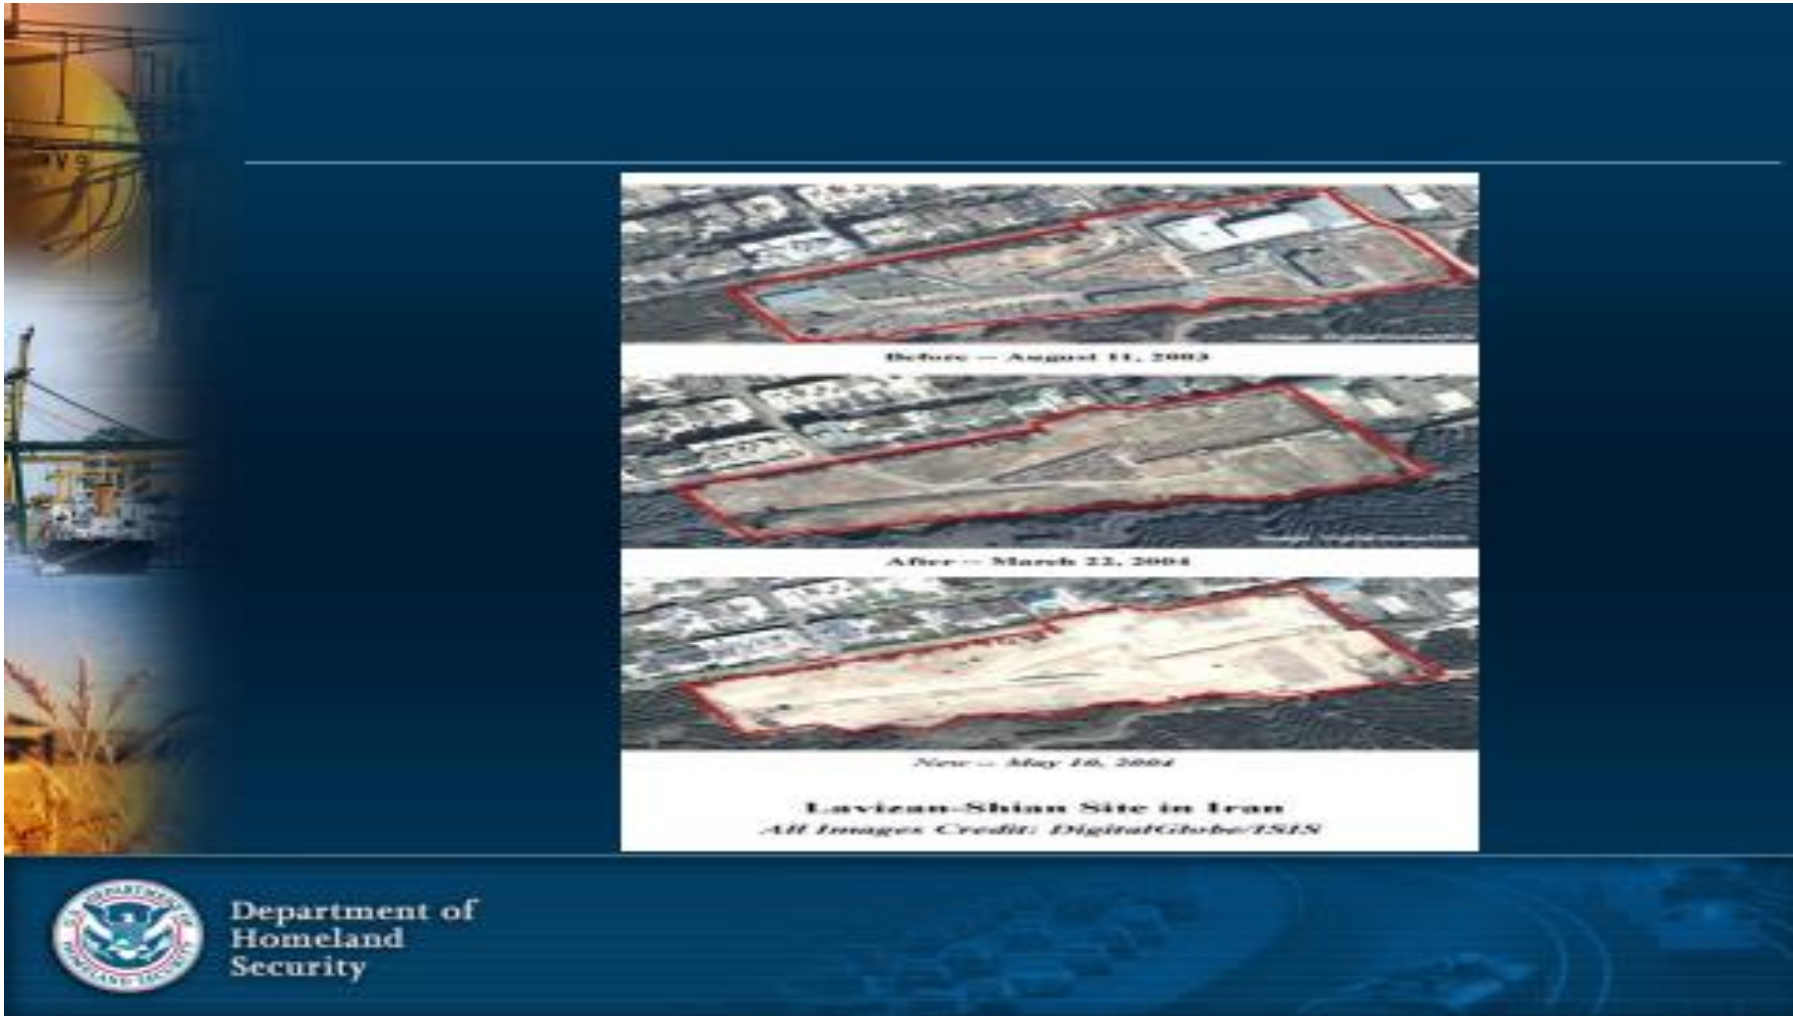 Before -- August 11, 2003
After -- March 22, 2004
New -- May 10, 2004
Lavizan-Shian Site in Iran
All Images Credit: DigitalGlobe/ISIS
Department of
Homeland
Security